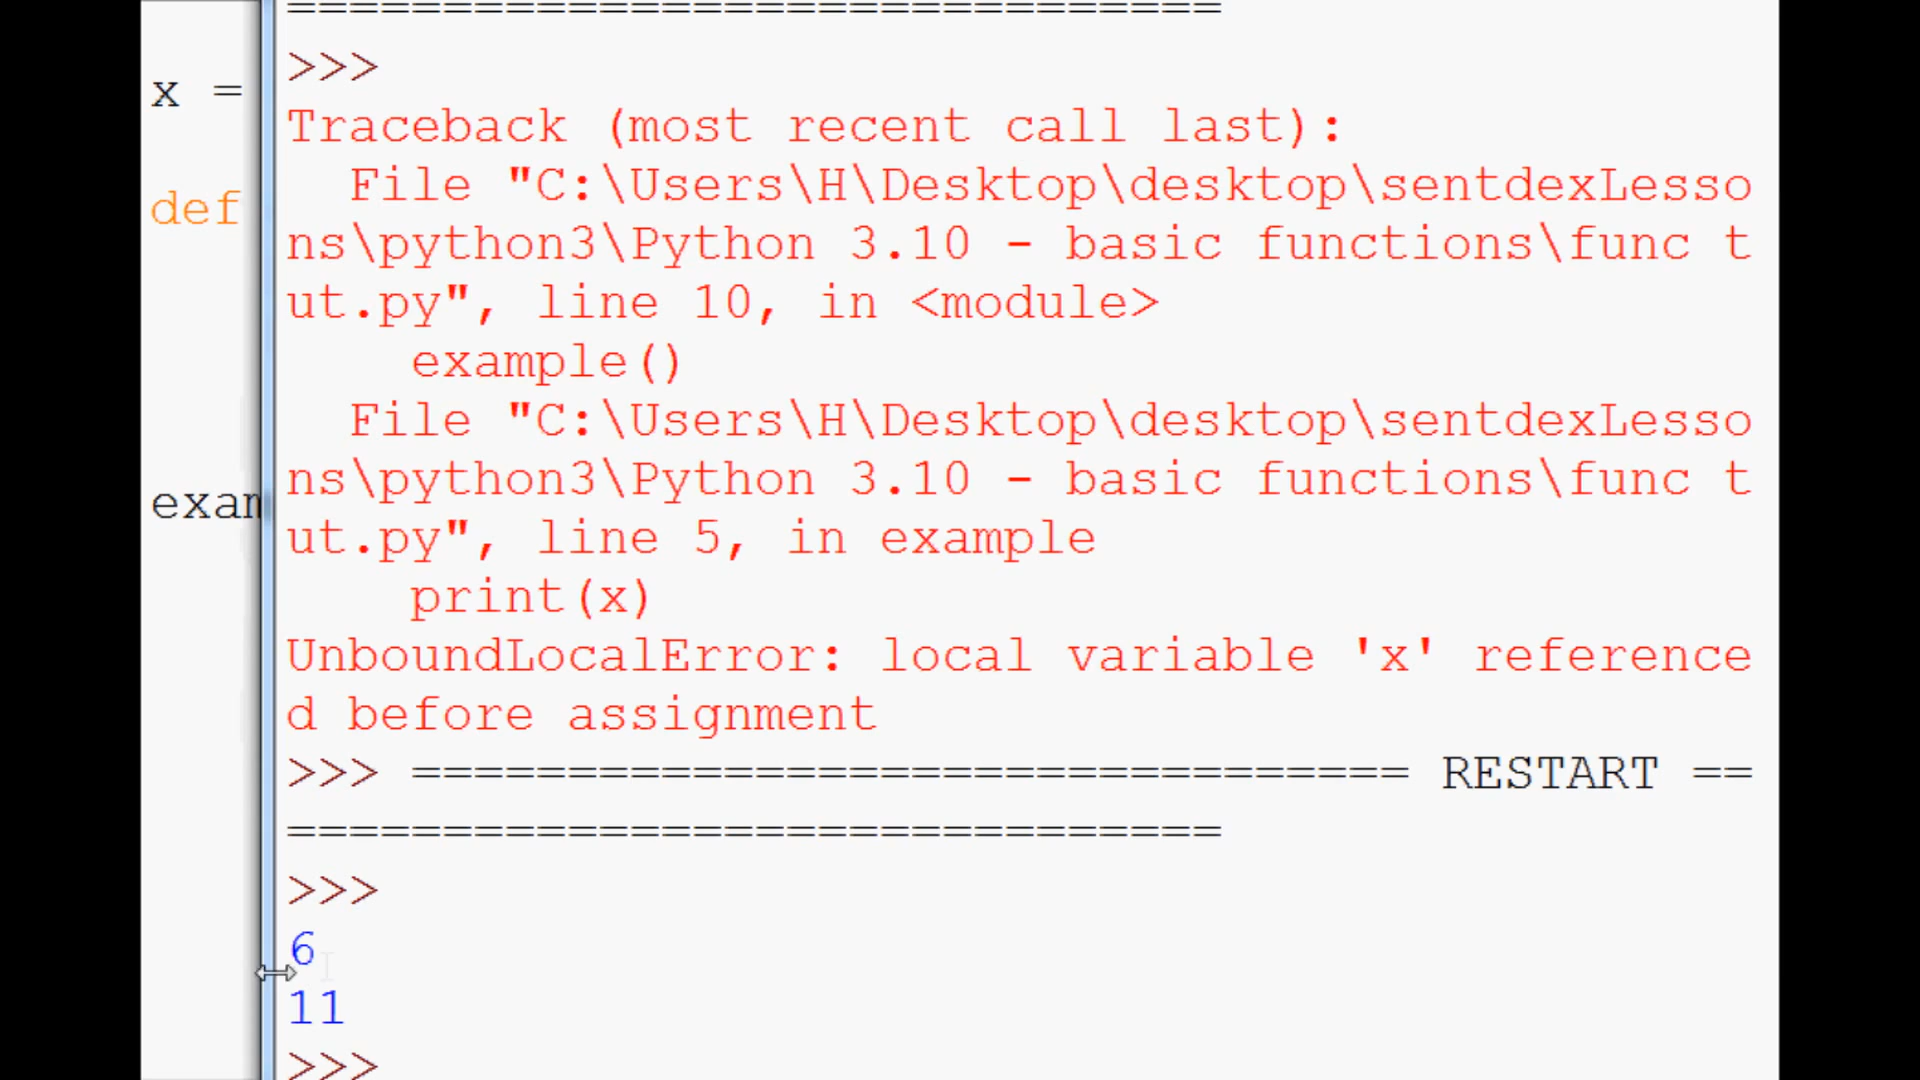 ==============================
>>>
x =
Traceback (most recent call last):
File "C:\Users\H\Desktop\desktop\sentdexLesso
def
ns\python3\Python 3.10 - basic functions\func t
ut.py", line 10, in <module>
example()
File "C:\Users\H\Desktop\desktop\sentdexLesso
ns\python3\Python 3.10 - basic functions\func t
exam
ut.py", line 5, in example
print(x)
UnboundLocalError: local variable 'x' reference
d before assignment
>>> ================================ RESTART ==
==============================
>>>
6
11
>>>